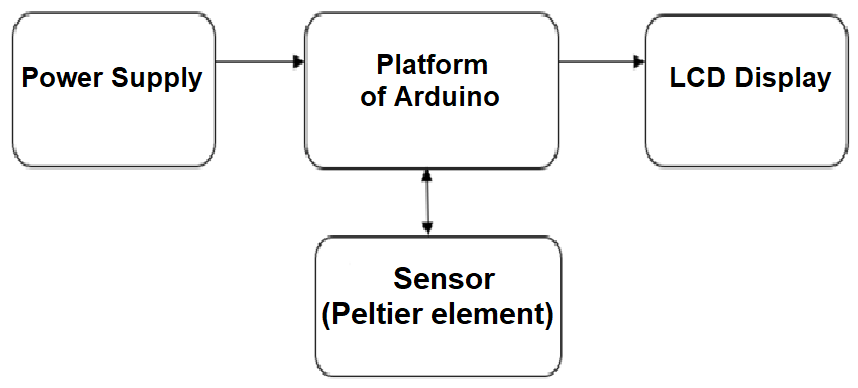 Power Supply
Platform
of Arduino
LCD Display
Sensor
(Peltier element)